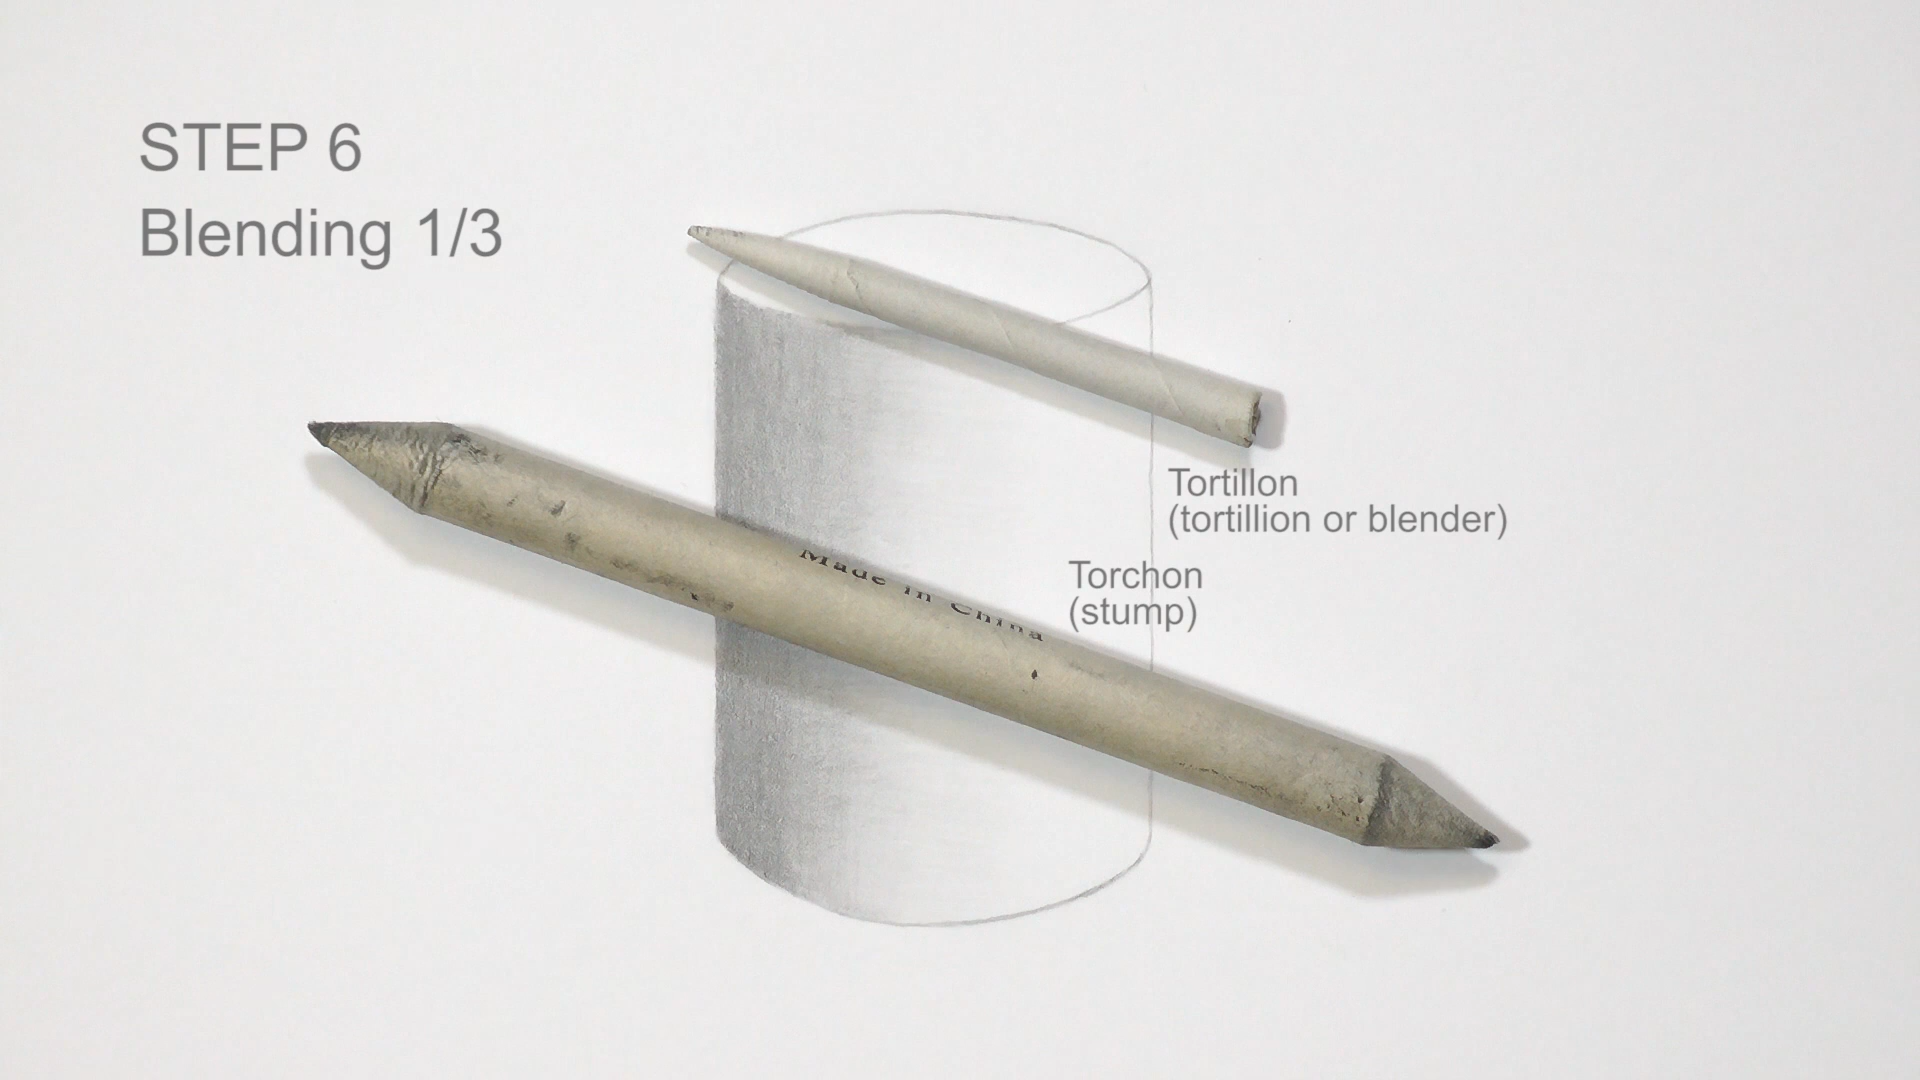 STEP 6
Blending 1/3
Tortillon
(tortillion or blender)
Torchon
(stump)
Made in China